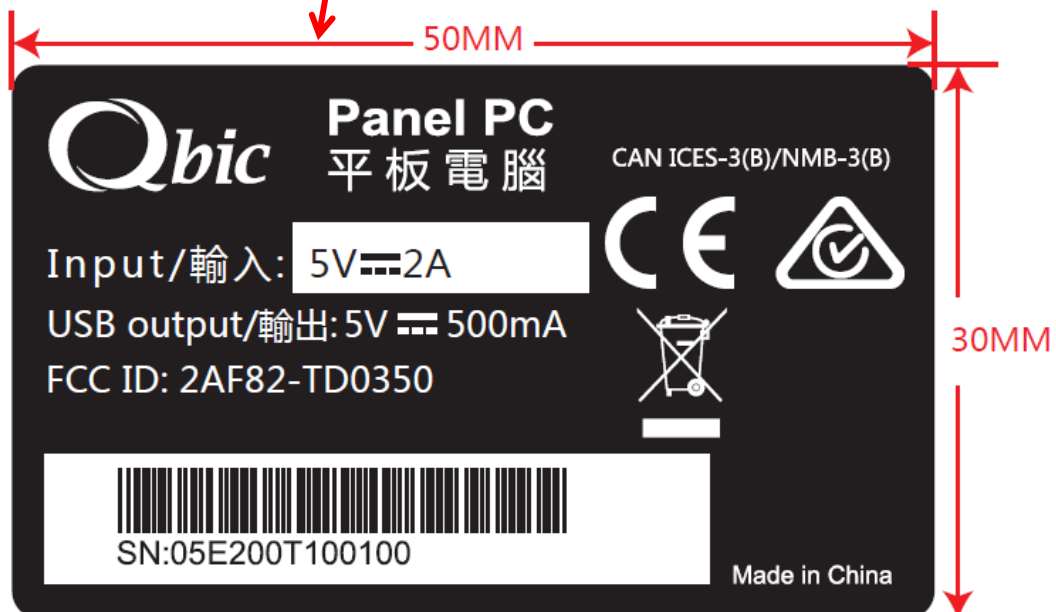 50MM
Qbic
Panel PC
平板電腦
CAN ICES-3(B)/NMB-3(B)
CE
Input/輸入: 5V⎓2A
USB output/輸出: 5V ⎓ 500mA
FCC ID: 2AF82-TD0350
30MM
SN:05E200T100100
Made in China